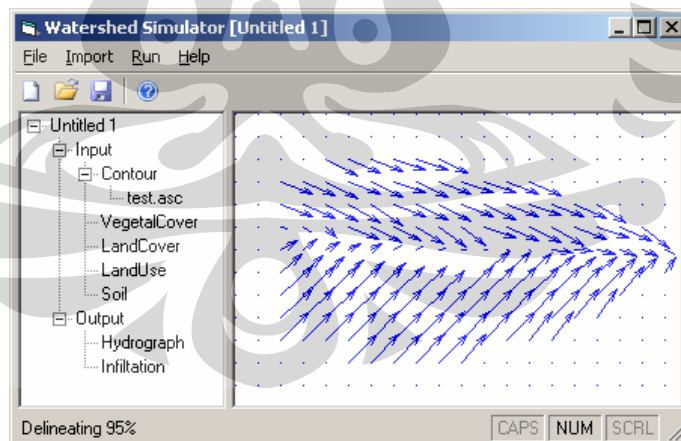 Watershed Simulator [Untitled 1]
File Import Run Help
Untitled 1
Input
Contour
test.asc
VegetalCover
LandCover
LandUse
Soil
Output
Hydrograph
Infiltation
Delineating 95%
CAPS NUM SCRL